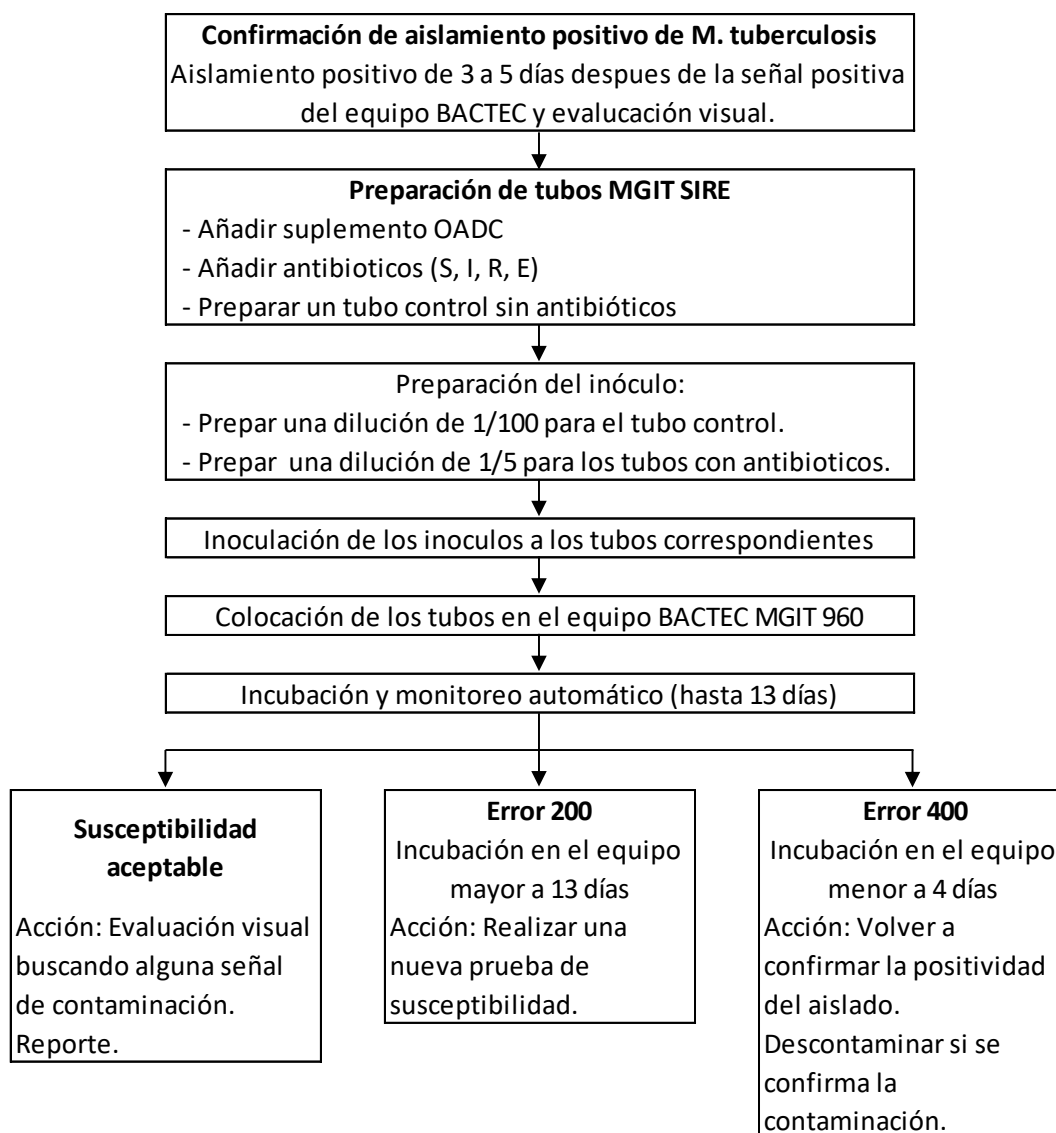 Confirmación de aislamiento positivo de M. tuberculosis
Aislamiento positivo de 3 a 5 días despues de la señal positiva
del equipo BACTEC y evalucación visual.
Preparación de tubos MGIT SIRE
- Añadir suplemento OADC
- Añadir antibioticos (S, I, R, E)
- Preparar un tubo control sin antibióticos
Preparación del inóculo:
- Prepar una dilución de 1/100 para el tubo control.
- Prepar una dilución de 1/5 para los tubos con antibioticos.
Inoculación de los inoculos a los tubos correspondientes
Colocación de los tubos en el equipo BACTEC MGIT 960
Incubación y monitoreo automático (hasta 13 días)
Susceptibilidad
aceptable
Acción: Evaluación visual
buscando alguna señal
de contaminación.
Reporte.
Error 200
Incubación en el equipo
mayor a 13 días
Acción: Realizar una
nueva prueba de
susceptibilidad.
Error 400
Incubación en el equipo
menor a 4 días
Acción: Volver a
confirmar la positividad
del aislado.
Descontaminar si se
confirma la
contaminación.